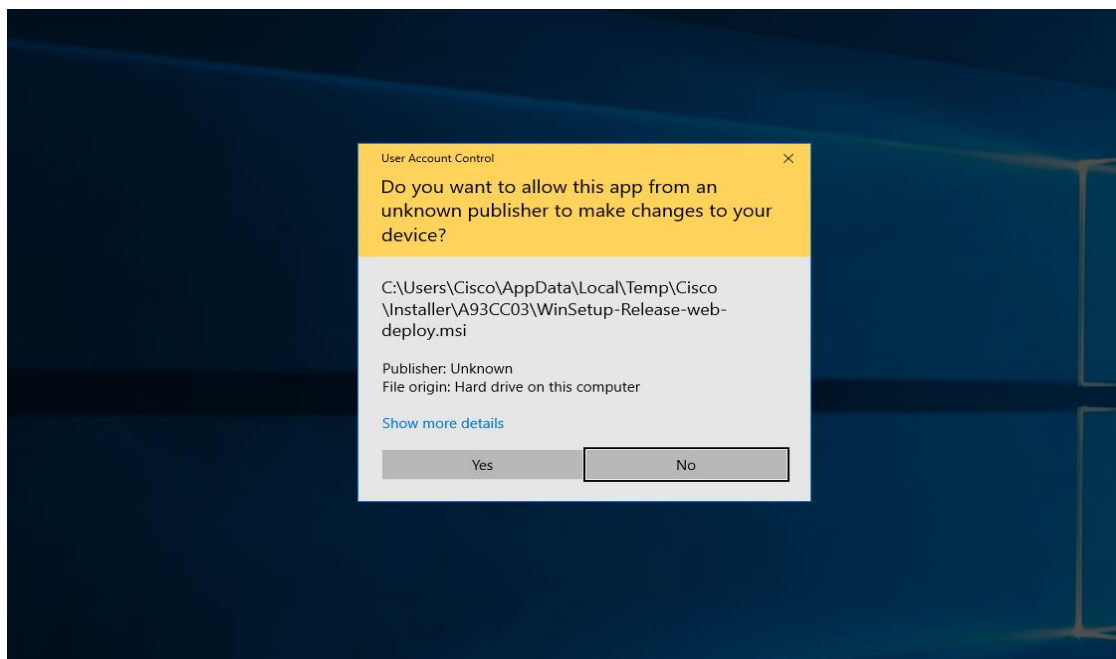 User Account Control
Do you want to allow this app from an
unknown publisher to make changes to your
device?
C:\Users\Cisco\AppData\Local\Temp\Cisco
\Installer\A93CC03\WinSetup-Release-web-
deploy.msi
Publisher: Unknown
File origin: Hard drive on this computer
Show more details
Yes
No